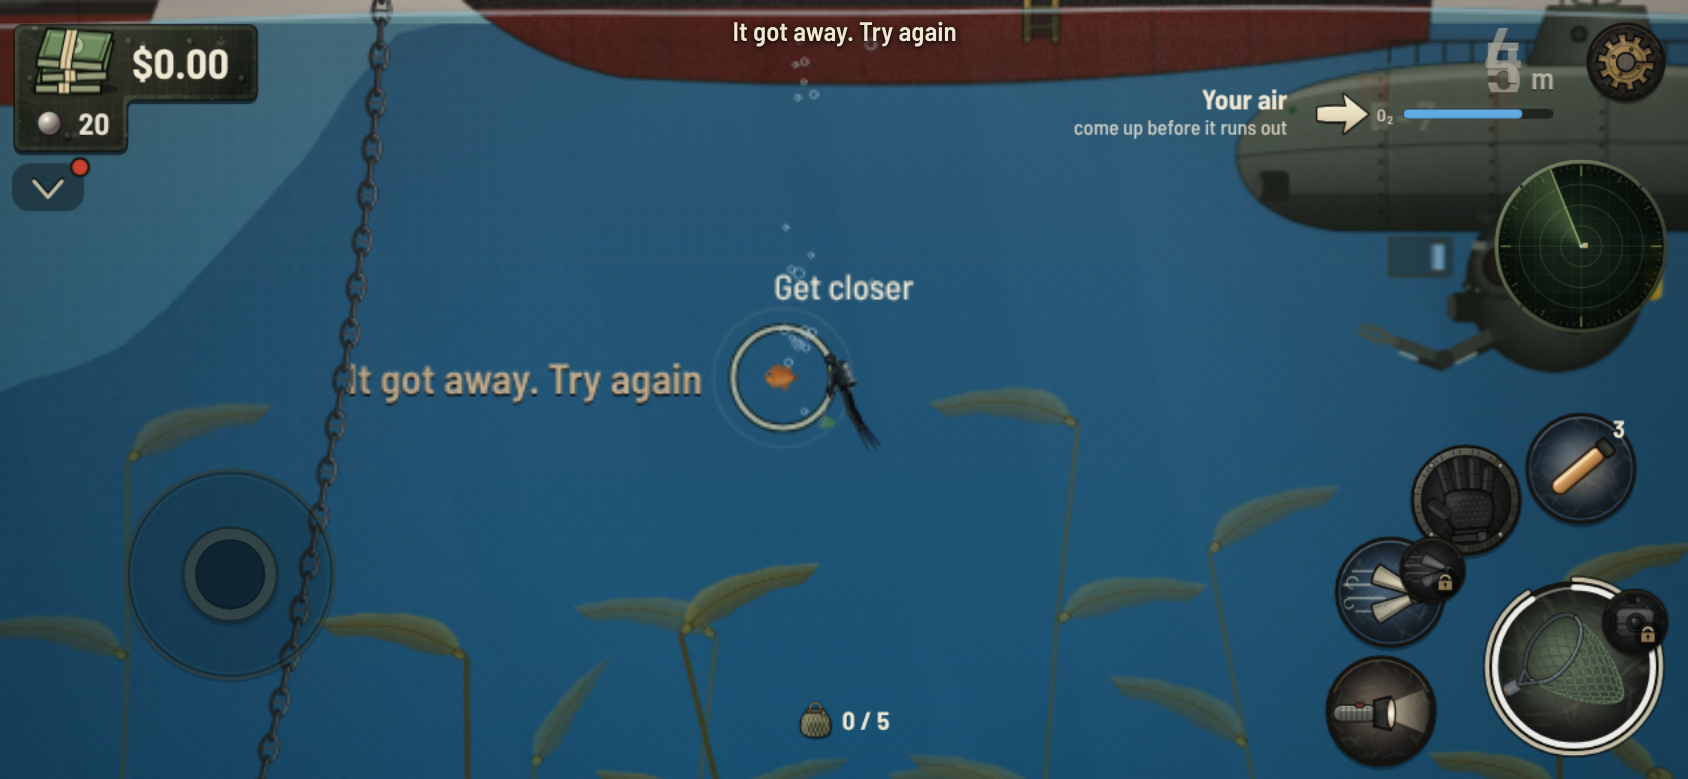 It got away. Try again
$0.00
20
m
Your air
come up before it runs out
O₂
Get closer
It got away. Try again
3
0 / 5